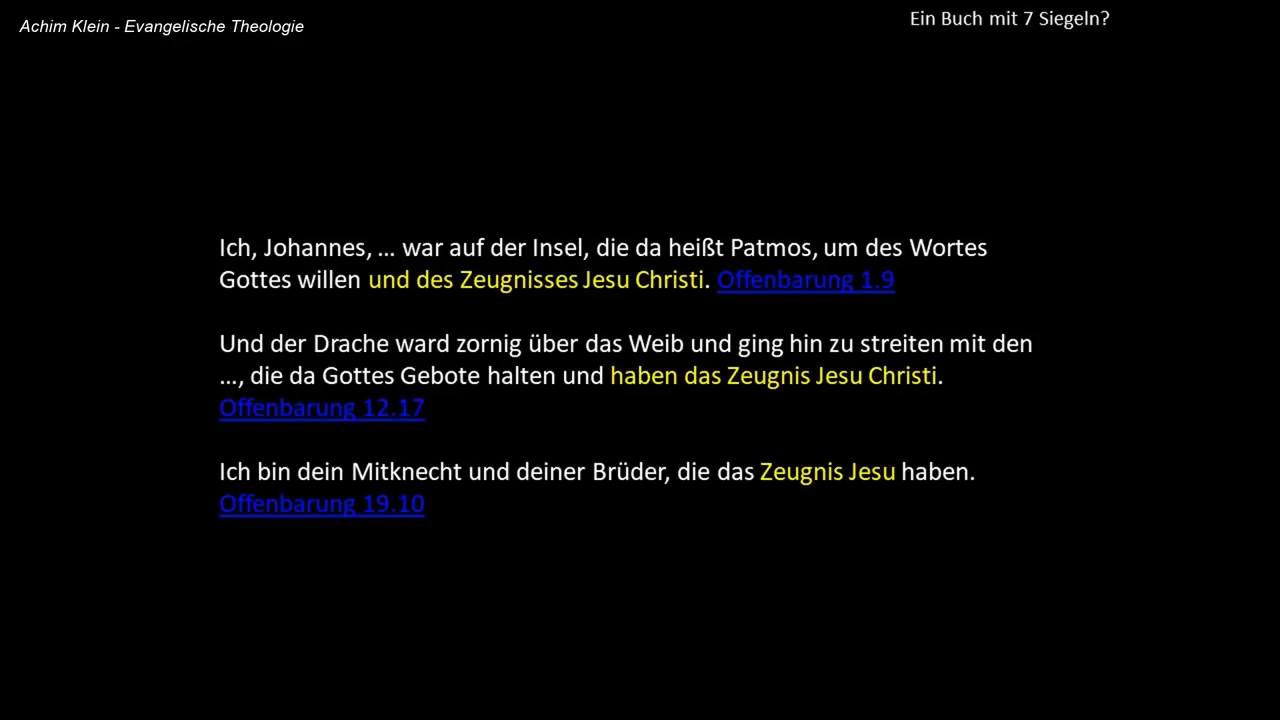 Achim Klein - Evangelische Theologie
Ein Buch mit 7 Siegeln?
Ich, Johannes, ... war auf der Insel, die da heißt Patmos, um des Wortes
Gottes willen und des Zeugnisses Jesu Christi. Offenbarung 1.9
Und der Drache ward zornig über das Weib und ging hin zu streiten mit den
..., die da Gottes Gebote halten und haben das Zeugnis Jesu Christi.
Offenbarung 12.17
Ich bin dein Mitknecht und deiner Brüder, die das Zeugnis Jesu haben.
Offenbarung 19.10